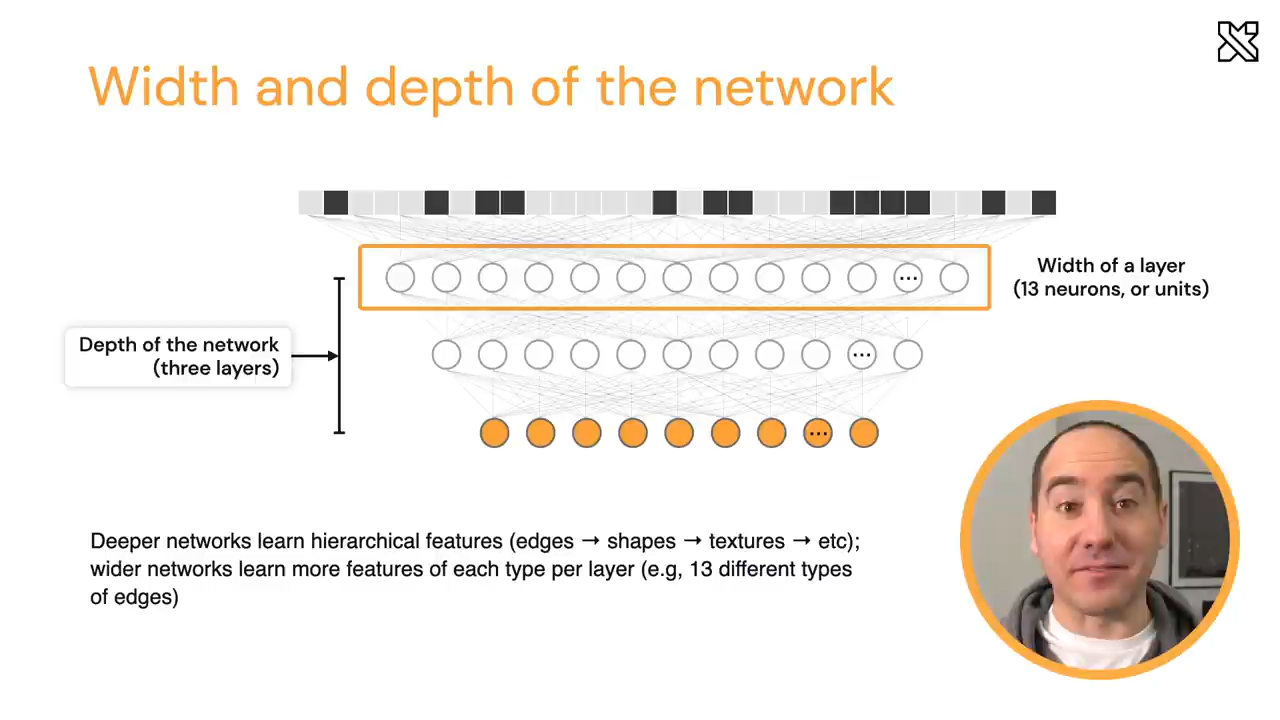 Width and depth of the network
...
Width of a layer
(13 neurons, or units)
Depth of the network
(three layers)
...
...
Deeper networks learn hierarchical features (edges → shapes → textures → etc);
wider networks learn more features of each type per layer (e.g, 13 different types
of edges)